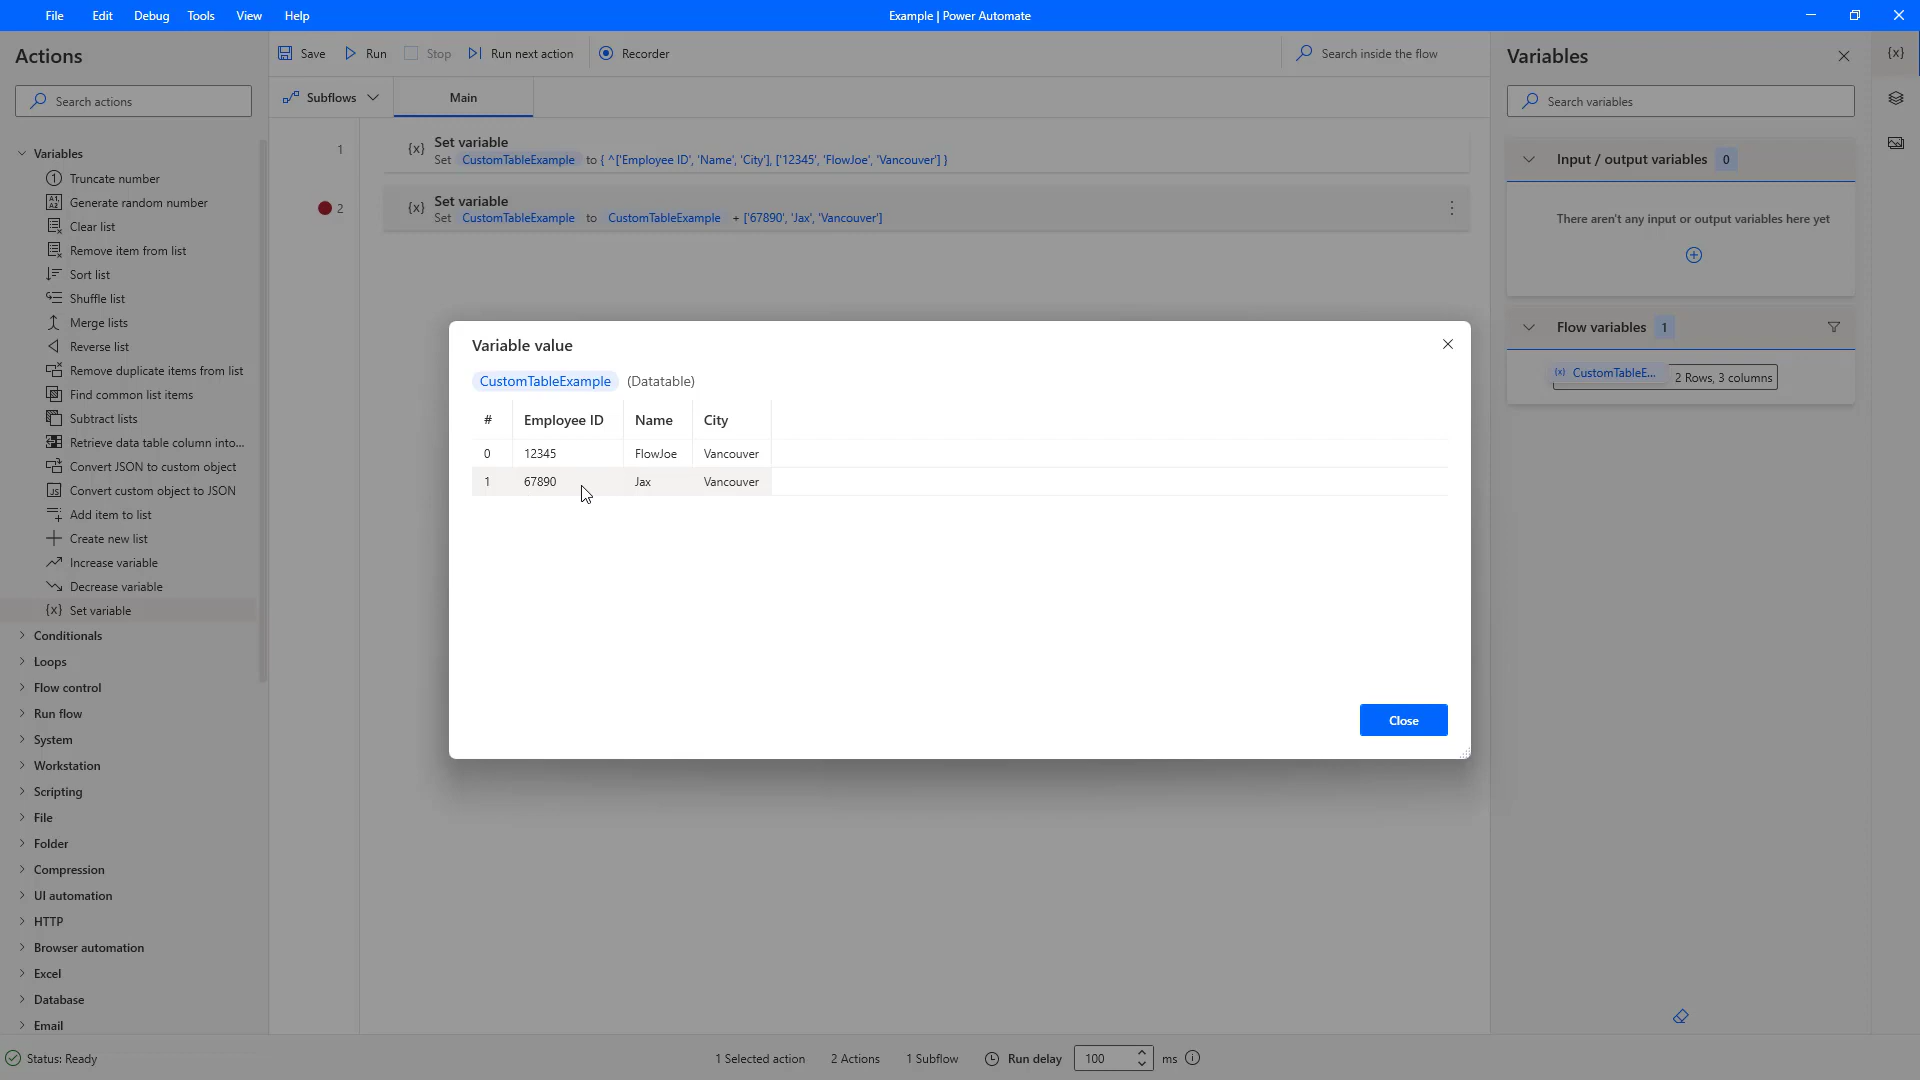 File Edit Debug Tools View Help Example | Power Automate
Actions
Search actions
Variables
Truncate number
Generate random number
Clear list
Remove item from list
Sort list
Shuffle list
Merge lists
Reverse list
Remove duplicate items from list
Find common list items
Subtract lists
Retrieve data table column into...
Convert JSON to custom object
Convert custom object to JSON
Add item to list
Create new list
Increase variable
Decrease variable
{x} Set variable
Conditionals
Loops
Flow control
Run flow
System
Workstation
Scripting
File
Folder
Compression
UI automation
HTTP
Browser automation
Excel
Database
Email
Save Run Stop Run next action Recorder Search inside the flow
Subflows Main
1 {x} Set variable
Set CustomTableExample to { ^['Employee ID', 'Name', 'City'], ['12345', 'FlowJoe', 'Vancouver'] }
2 {x} Set variable
Set CustomTableExample to CustomTableExample + ['67890', 'Jax', 'Vancouver']
Variable value
CustomTableExample (Datatable)
# Employee ID Name City
0 12345 FlowJoe Vancouver
1 67890 Jax Vancouver
Close
Variables
{x}
Search variables
Input / output variables 0
There aren't any input or output variables here yet
Flow variables 1
(x) CustomTableE... 2 Rows, 3 columns
Status: Ready 1 Selected action 2 Actions 1 Subflow Run delay 100 ms